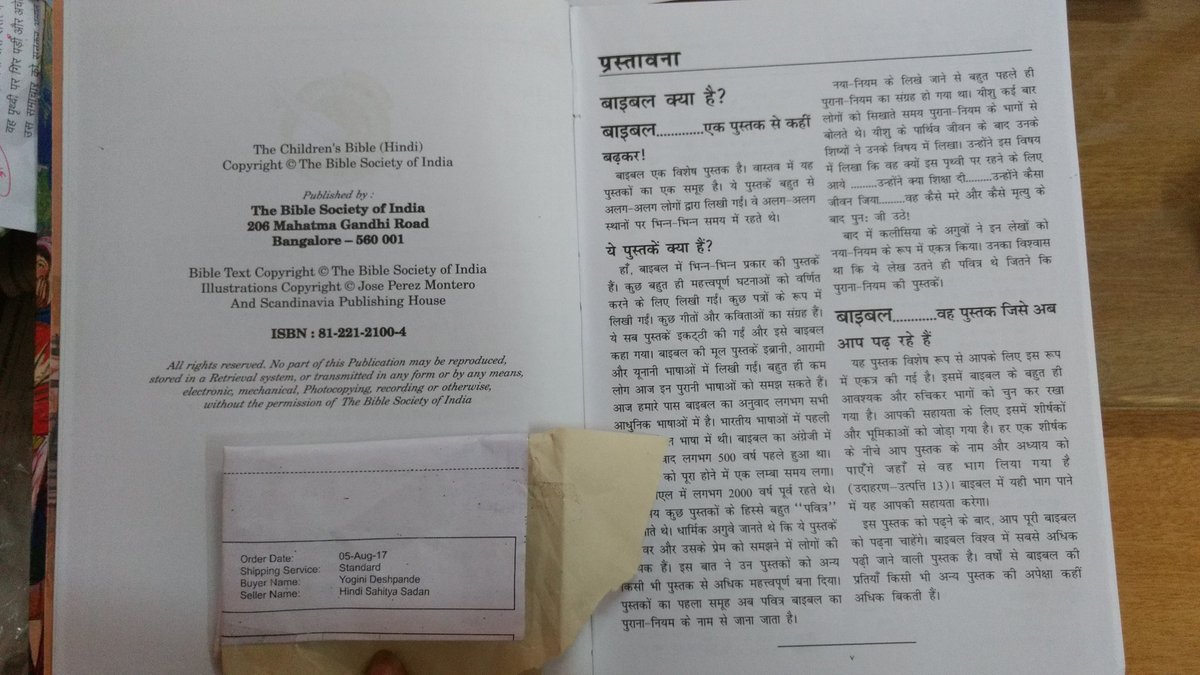 The Children's Bible (Hindi)
Copyright © The Bible Society of India
Published by :
The Bible Society of India
206 Mahatma Gandhi Road
Bangalore – 560 001
Bible Text Copyright © The Bible Society of India
Illustrations Copyright © Jose Perez Montero
And Scandinavia Publishing House
ISBN : 81-221-2100-4
All rights reserved. No part of this Publication may be reproduced,
stored in a Retrieval system, or transmitted in any form or by any means,
electronic, mechanical, Photocopying, recording or otherwise,
without the permission of The Bible Society of India
Order Date: 05-Aug-17
Shipping Service: Standard
Buyer Name: Yogini Deshpande
Seller Name: Hindi Sahitya Sadan
प्रस्तावना
बाइबल क्या है?
बाइबल............एक पुस्तक से कहीं
बढ़कर!
बाइबल एक विशेष पुस्तक है। वास्तव में यह
पुस्तकों का एक समूह है। ये पुस्तकें बहुत से
अलग-अलग लोगों द्वारा लिखी गईं। वे अलग-अलग
स्थानों पर भिन्न-भिन्न समय में रहते थे।
ये पुस्तकें क्या हैं?
हाँ, बाइबल में भिन्न-भिन्न प्रकार की पुस्तकें
हैं। कुछ बहुत ही महत्त्वपूर्ण घटनाओं को वर्णित
करने के लिए लिखी गईं। कुछ पत्रों के रूप में
लिखी गईं। कुछ गीतों और कविताओं का संग्रह हैं।
ये सब पुस्तकें इकट्ठी की गईं और इसे बाइबल
कहा गया। बाइबल की मूल पुस्तकें इब्रानी, आरामी
और यूनानी भाषाओं में लिखी गईं। बहुत ही कम
लोग आज इन पुरानी भाषाओं को समझ सकते हैं।
आज हमारे पास बाइबल का अनुवाद लगभग सभी
आधुनिक भाषाओं में है। भारतीय भाषाओं में पहली
भाषा में थी। बाइबल का अंग्रेजी में
लगभग 500 वर्ष पहले हुआ था।
को पूरा होने में एक लम्बा समय लगा।
में लगभग 2000 वर्ष पूर्व रहते थे।
कुछ पुस्तकों के हिस्से बहुत "पवित्र"
थे। धार्मिक अगुवे जानते थे कि ये पुस्तकें
और उसके प्रेम को समझने में लोगों की
हैं। इस बात ने उन पुस्तकों को अन्य
किसी भी पुस्तक से अधिक महत्त्वपूर्ण बना दिया।
पुस्तकों का पहला समूह अब पवित्र बाइबल का
पुराना-नियम के नाम से जाना जाता है।
नया-नियम के लिखे जाने से बहुत पहले ही
पुराना-नियम का संग्रह हो गया था। यीशु कई बार
लोगों को सिखाते समय पुराना-नियम के भागों से
बोलते थे। यीशु के पार्थिव जीवन के बाद उनके
शिष्यों ने उनके विषय में लिखा। उन्होंने इस विषय
में लिखा कि वह क्यों इस पृथ्वी पर रहने के लिए
आये .........उन्होंने क्या शिक्षा दी.........उन्होंने कैसा
जीवन जिया.........वह कैसे मरे और कैसे मृत्यु के
बाद पुन: जी उठे!
बाद में कलीसिया के अगुवों ने इन लेखों को
नया-नियम के रूप में एकत्र किया। उनका विश्वास
था कि ये लेख उतने ही पवित्र थे जितने कि
पुराना-नियम की पुस्तकें।
बाइबल...........वह पुस्तक जिसे अब
आप पढ़ रहे हैं
यह पुस्तक विशेष रूप से आपके लिए इस रूप
में एकत्र की गई है। इसमें बाइबल के बहुत ही
आवश्यक और रुचिकर भागों को चुन कर रखा
गया है। आपकी सहायता के लिए इसमें शीर्षकों
और भूमिकाओं को जोड़ा गया है। हर एक शीर्षक
के नीचे आप पुस्तक के नाम और अध्याय को
पाएँगे जहाँ से वह भाग लिया गया है
(उदाहरण-उत्पत्ति 13)। बाइबल में यही भाग पाने
में यह आपकी सहायता करेगा।
इस पुस्तक को पढ़ने के बाद, आप पूरी बाइबल
को पढ़ना चाहेंगे। बाइबल विश्व में सबसे अधिक
पढ़ी जाने वाली पुस्तक है। वर्षों से बाइबल की
प्रतियाँ किसी भी अन्य पुस्तक की अपेक्षा कहीं
अधिक बिकती हैं।
v